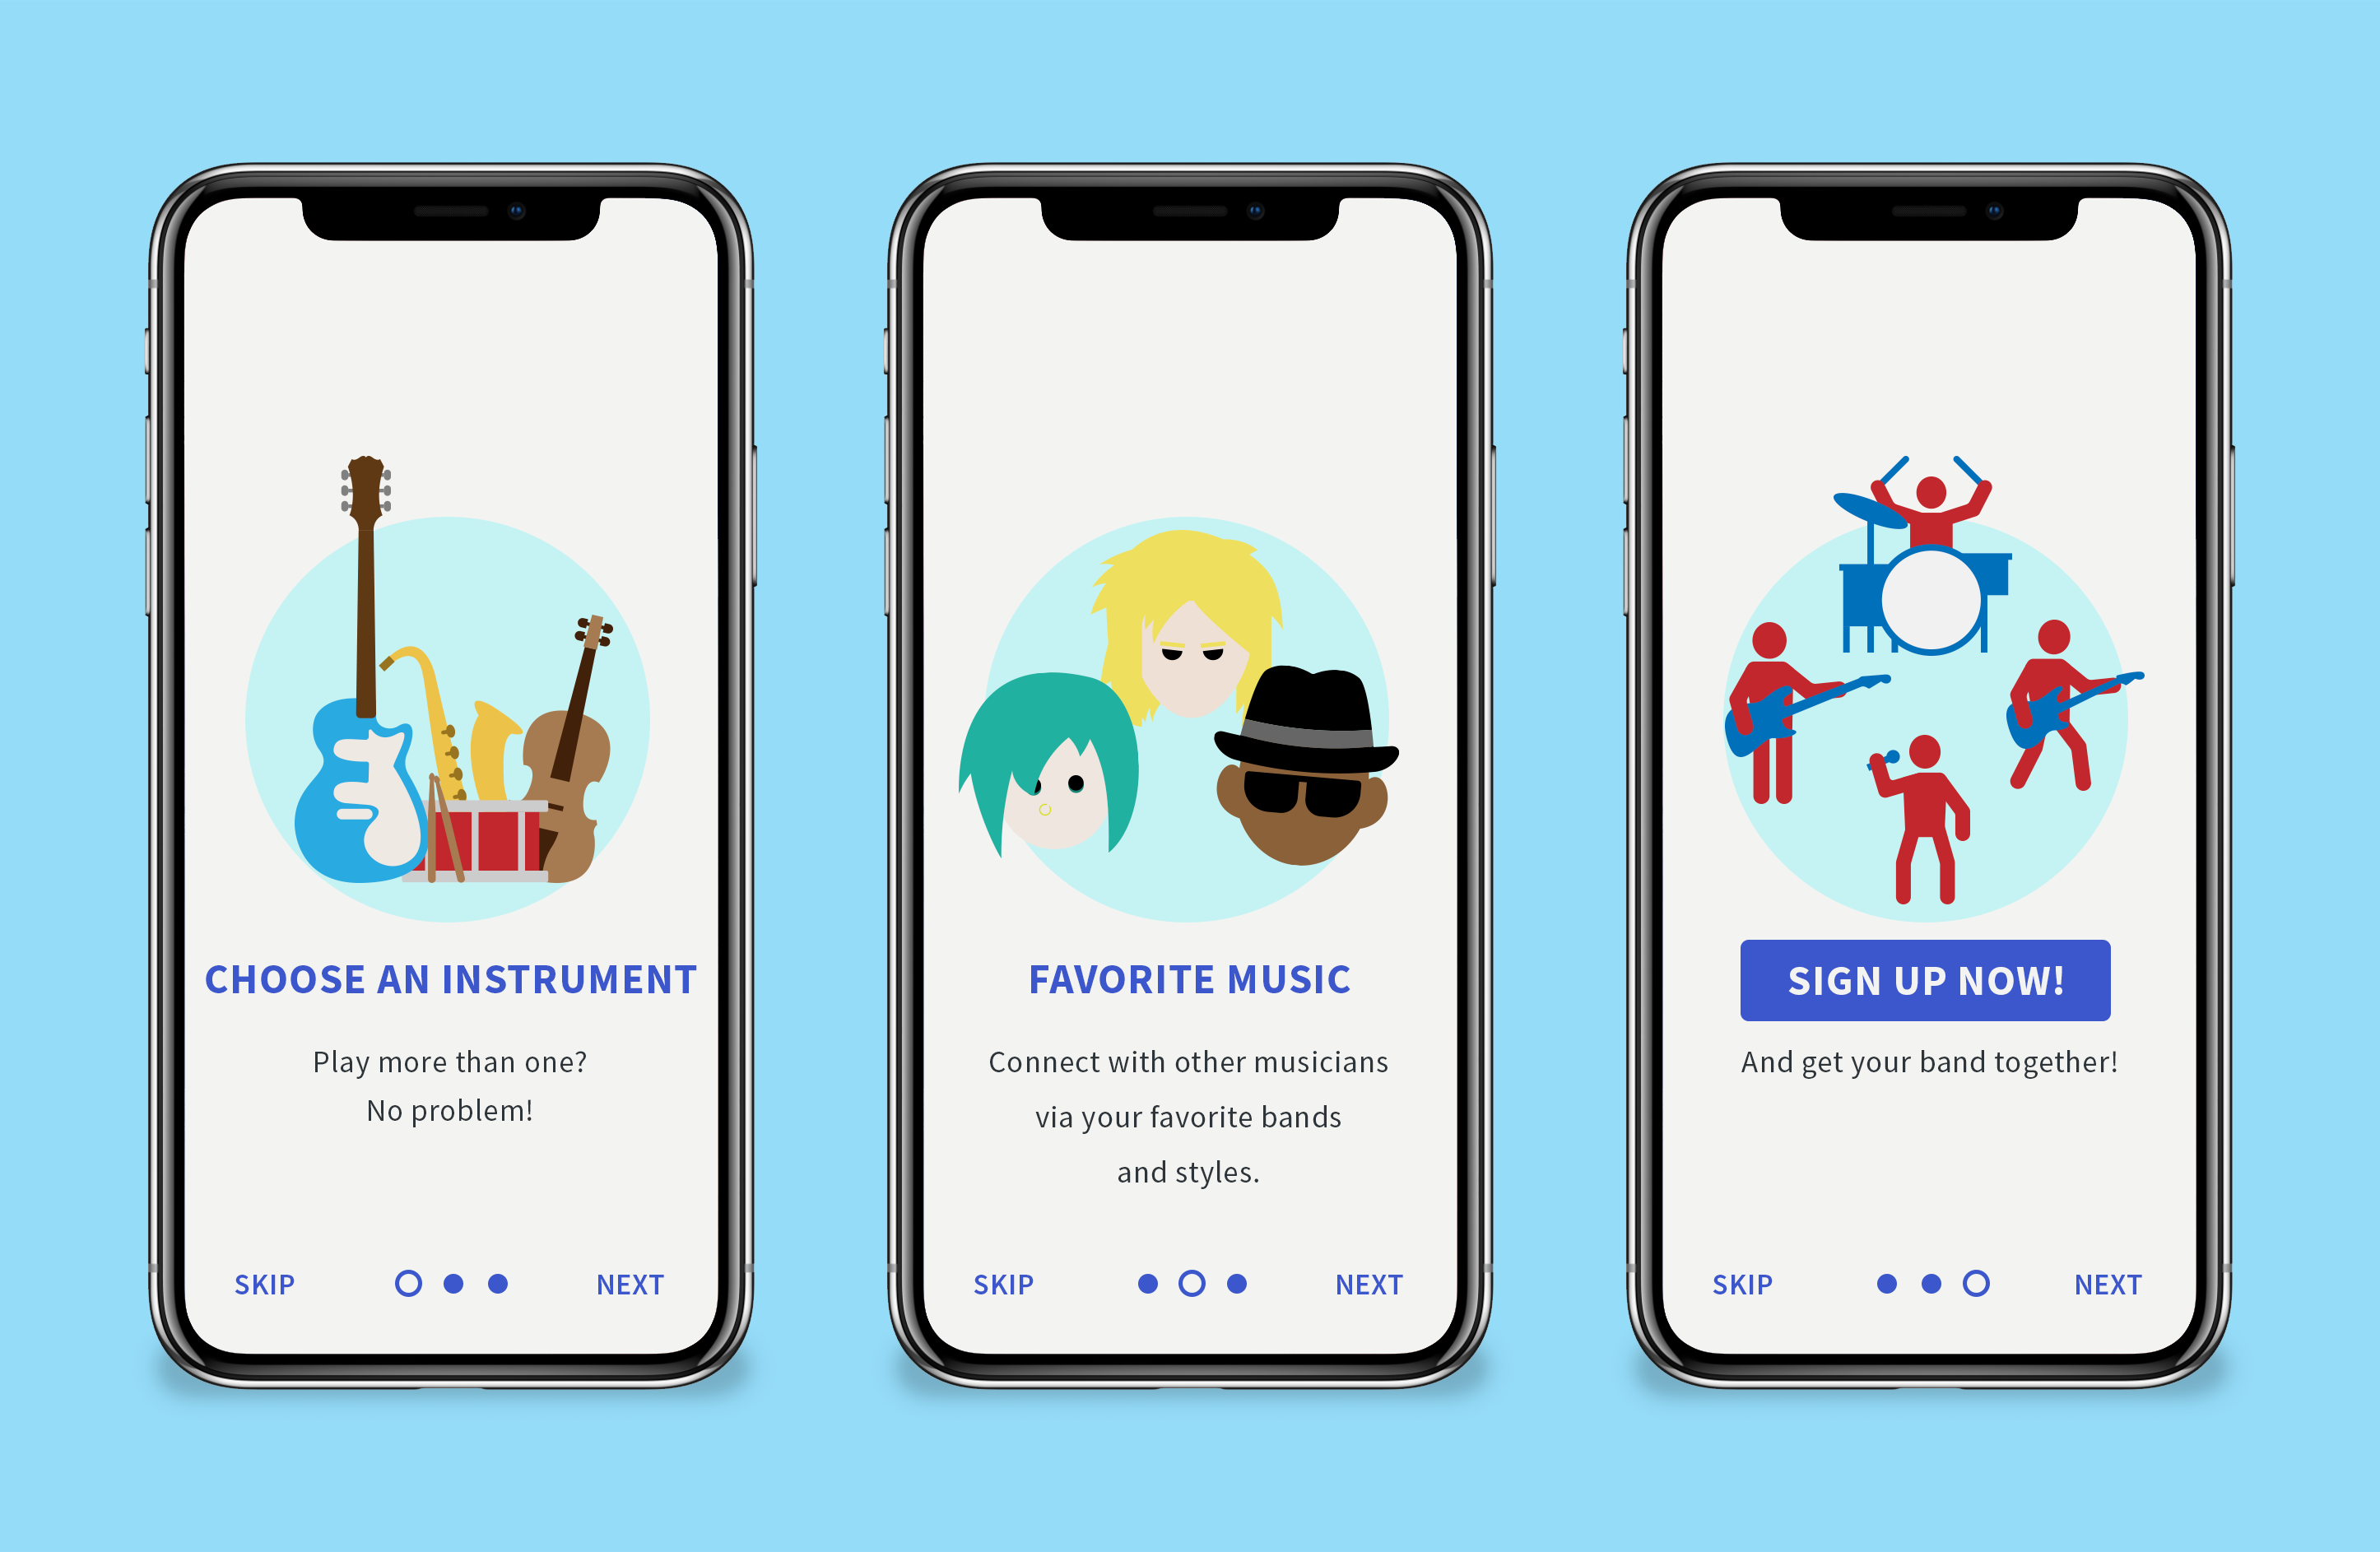 CHOOSE AN INSTRUMENT
Play more than one?
No problem!
SKIP
NEXT
FAVORITE MUSIC
Connect with other musicians
via your favorite bands
and styles.
SKIP
NEXT
SIGN UP NOW!
And get your band together!
SKIP
NEXT